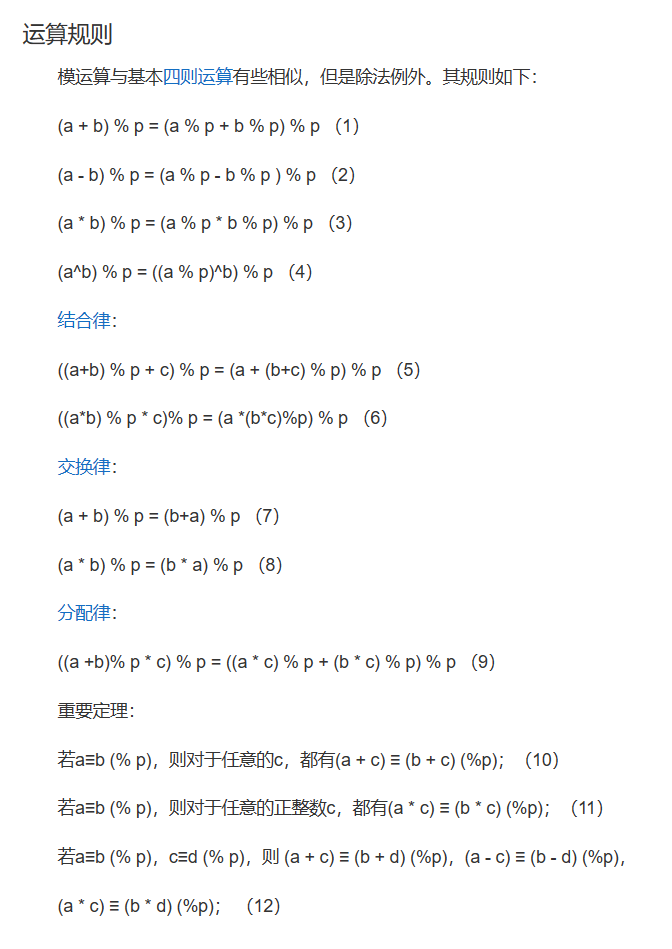 运算规则
模运算与基本四则运算有些相似，但是除法例外。其规则如下：
(a + b) % p = (a % p + b % p) % p （1）
(a - b) % p = (a % p - b % p ) % p （2）
(a * b) % p = (a % p * b % p) % p （3）
(a^b) % p = ((a % p)^b) % p （4）
结合律：
((a+b) % p + c) % p = (a + (b+c) % p) % p （5）
((a*b) % p * c)% p = (a *(b*c)%p) % p （6）
交换律：
(a + b) % p = (b+a) % p （7）
(a * b) % p = (b * a) % p （8）
分配律：
((a +b)% p * c) % p = ((a * c) % p + (b * c) % p) % p （9）
重要定理：
若a≡b (% p)，则对于任意的c，都有(a + c) ≡ (b + c) (%p)；（10）
若a≡b (% p)，则对于任意的正整数c，都有(a * c) ≡ (b * c) (%p)；（11）
若a≡b (% p)，c≡d (% p)，则 (a + c) ≡ (b + d) (%p)，(a - c) ≡ (b - d) (%p)，
(a * c) ≡ (b * d) (%p)； （12）